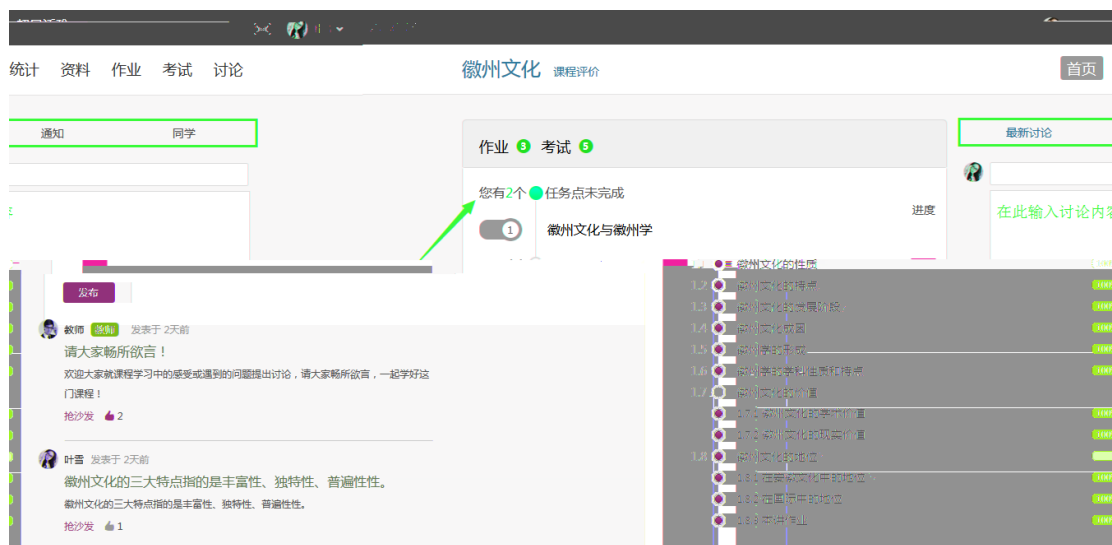 统计 资料 作业 考试 讨论
徽州文化 课程评价
首页
通知 同学
作业 3 考试 5
最新讨论
您有2个 任务点未完成
进度
1 徽州文化与徽州学
在此输入讨论内容
发布
教师 教师 发表于 2天前
请大家畅所欲言！
欢迎大家就课程学习中的感受或遇到的问题提出讨论，请大家畅所欲言，一起学好这
门课程！
抢沙发 2
叶雪 发表于 2天前
徽州文化的三大特点指的是丰富性、独特性、普遍性性。
徽州文化的三大特点指的是丰富性、独特性、普遍性性。
抢沙发 1
徽州文化的性质
1.2 徽州文化的特点
1.3 徽州文化的发展阶段
1.4 徽州文化成因
1.5 徽州学的形成
1.6 徽州学的学科性质和特点
1.7 徽州文化的价值
1.7.1 徽州文化的学术价值
1.7.2 徽州文化的现实价值
1.8 徽州文化的地位
1.8.2 在国际中的地位